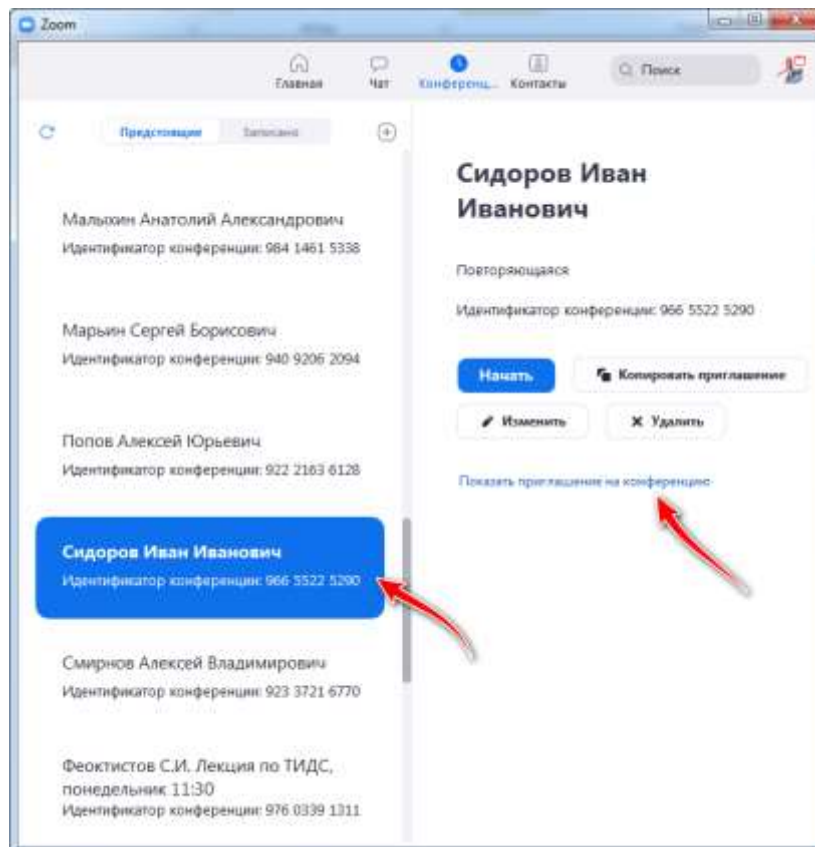 Zoom
Главная
Чат
Конференц...
Контакты
Поиск
Предстоящие
Записано
Малыхин Анатолий Александрович
Идентификатор конференции: 984 1461 5338
Марьин Сергей Борисович
Идентификатор конференции: 940 9206 2094
Попов Алексей Юрьевич
Идентификатор конференции: 922 2163 6128
Сидоров Иван Иванович
Идентификатор конференции: 966 5522 5290
Смирнов Алексей Владимирович
Идентификатор конференции: 923 3721 6770
Феоктистов С.И. Лекция по ТИДС,
понедельник 11:30
Идентификатор конференции: 976 0339 1311
Сидоров Иван
Иванович
Повторяющаяся
Идентификатор конференции: 966 5522 5290
Начать
Копировать приглашение
Изменить
Удалить
Показать приглашение на конференцию